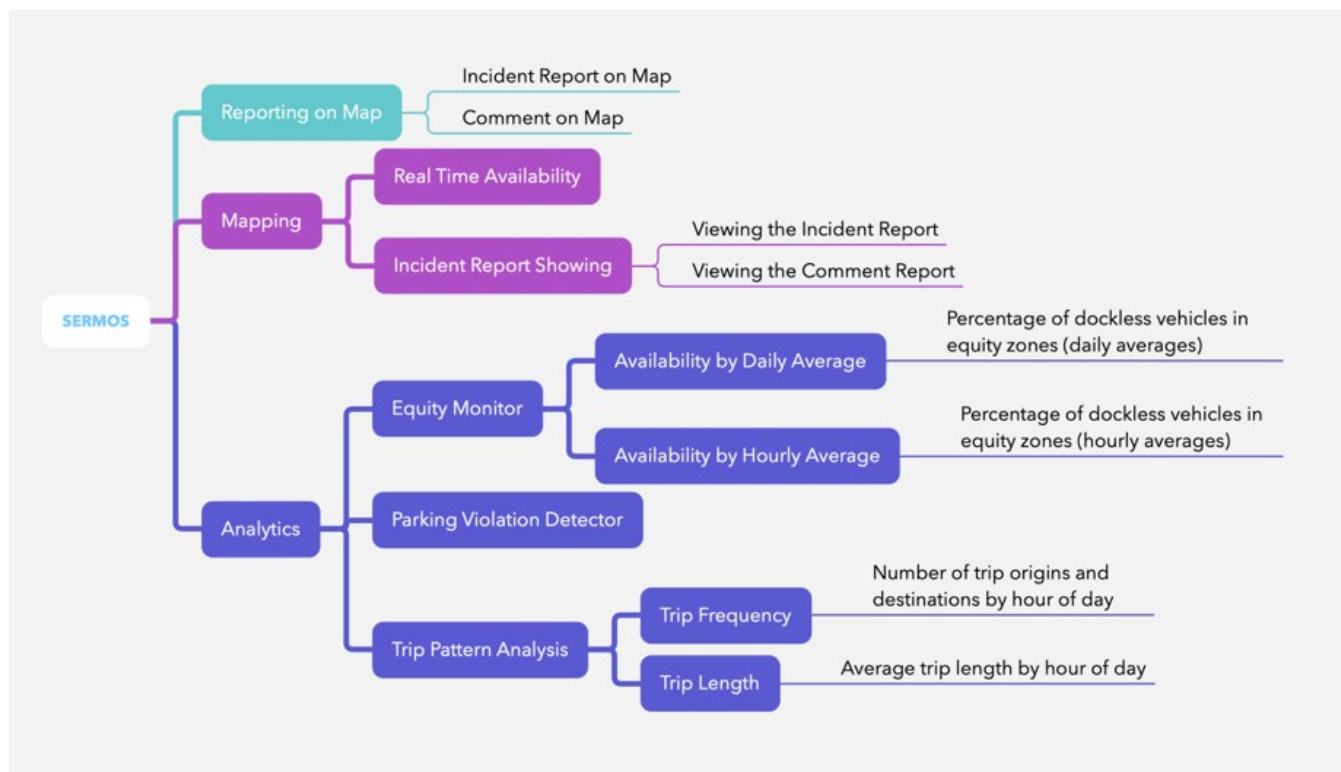 Incident Report on Map
Reporting on Map
Comment on Map
Real Time Availability
Mapping
Viewing the Incident Report
Incident Report Showing
Viewing the Comment Report
SERMOS
Percentage of dockless vehicles in
equity zones (daily averages)
Availability by Daily Average
Equity Monitor
Percentage of dockless vehicles in
equity zones (hourly averages)
Availability by Hourly Average
Analytics
Parking Violation Detector
Number of trip origins and
destinations by hour of day
Trip Frequency
Trip Pattern Analysis
Average trip length by hour of day
Trip Length